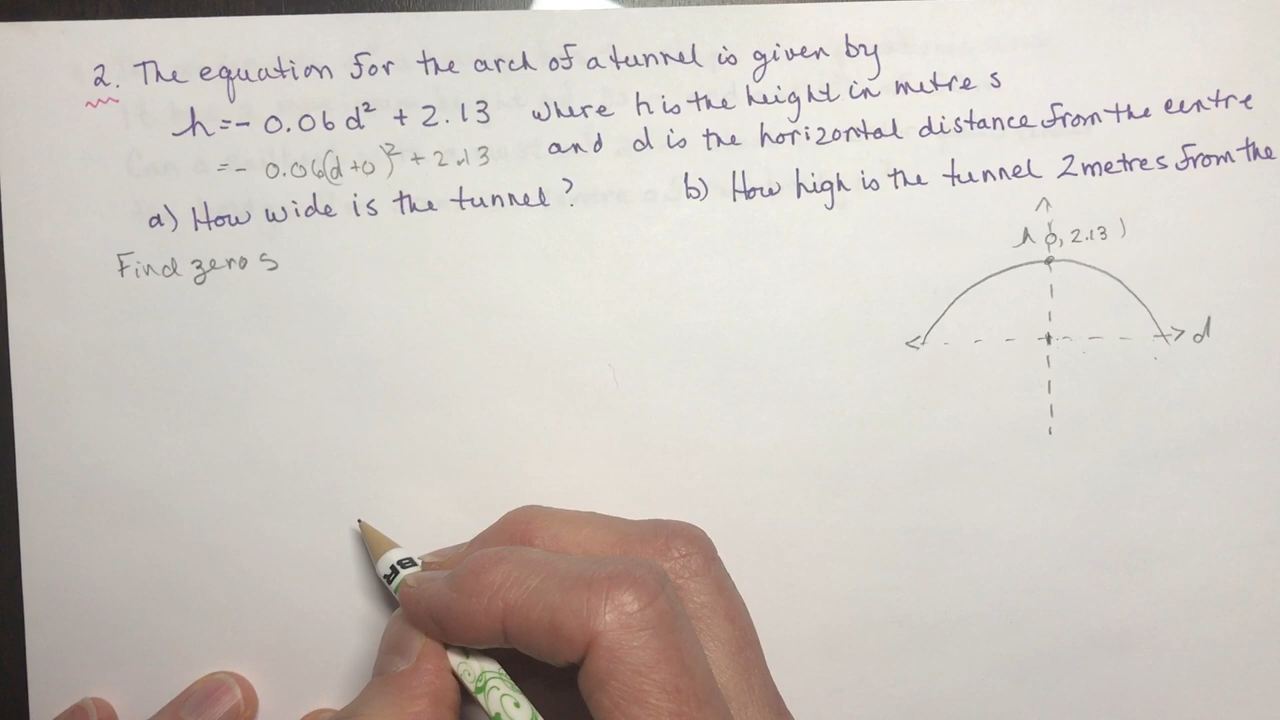 2. The equation for the arch of a tunnel is given by
h = - 0.06 d² + 2.13 where h is the height in metres
= - 0.06(d+0)² + 2.13 and d is the horizontal distance from the centre
a) How wide is the tunnel? b) How high is the tunnel 2 metres from the
Find zeros
h (0, 2.13)
d
BR